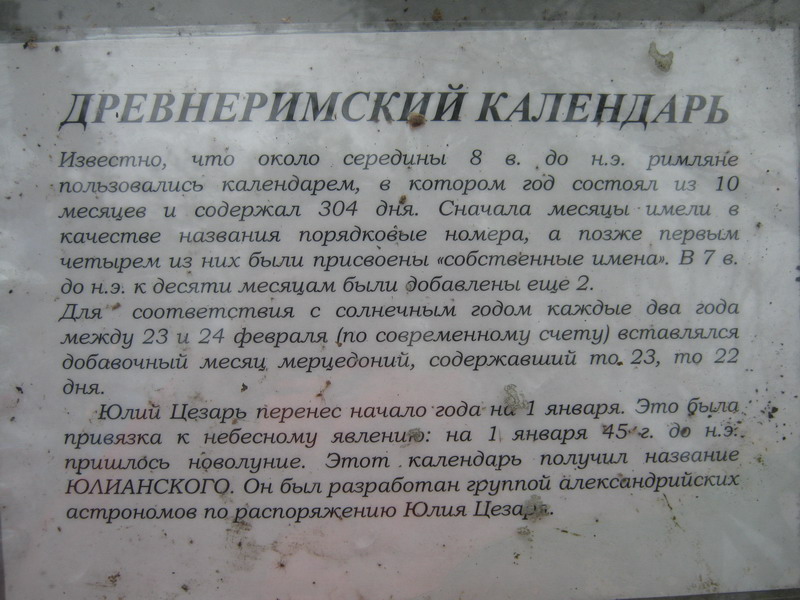 ДРЕВНЕРИМСКИЙ КАЛЕНДАРЬ
Известно, что около середины 8 в. до н.э. римляне
пользовались календарем, в котором год состоял из 10
месяцев и содержал 304 дня. Сначала месяцы имели в
качестве названия порядковые номера, а позже первым
четырем из них были присвоены «собственные имена». В 7 в.
до н.э. к десяти месяцам были добавлены еще 2.
Для соответствия с солнечным годом каждые два года
между 23 и 24 февраля (по современному счету) вставлялся
добавочный месяц мерцедоний, содержавший то 23, то 22
дня.
Юлий Цезарь перенес начало года на 1 января. Это была
привязка к небесному явлению: на 1 января 45 г. до н.э.
пришлось новолуние. Этот календарь получил название
ЮЛИАНСКОГО. Он был разработан группой александрийских
астрономов по распоряжению Юлия Цезаря.